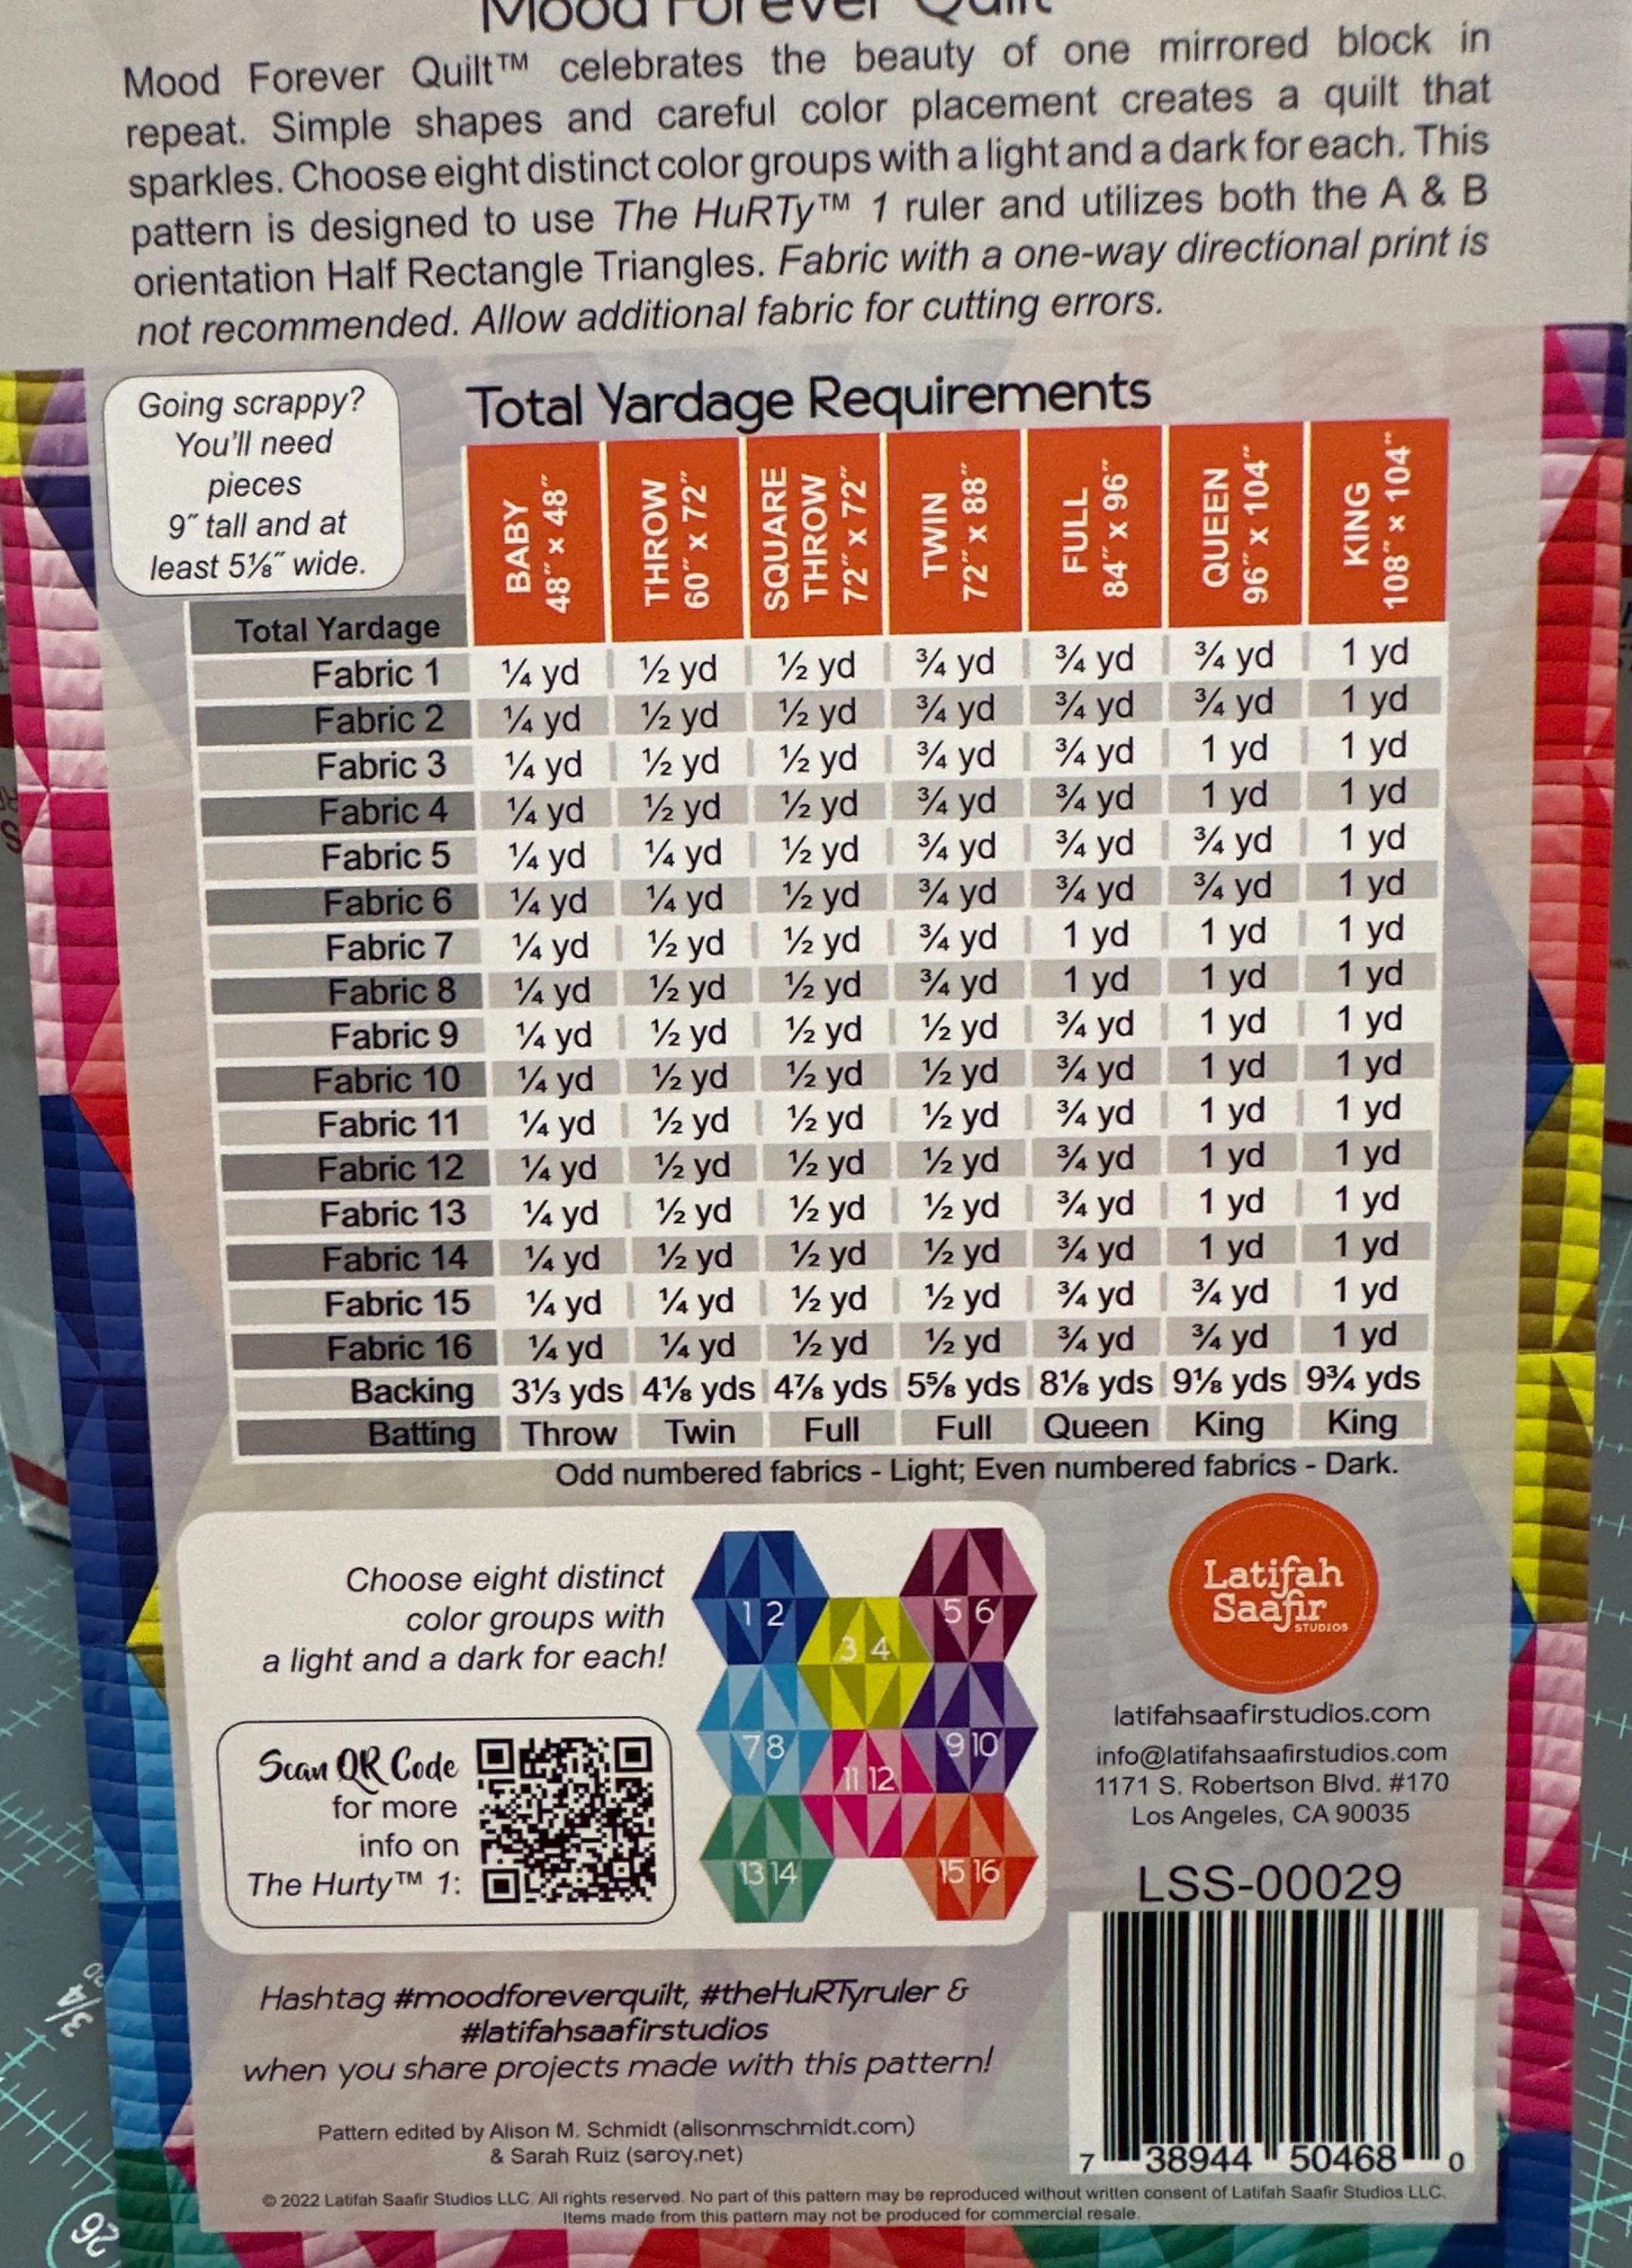 Mood Forever Quilt
Mood Forever Quilt™ celebrates the beauty of one mirrored block in
repeat. Simple shapes and careful color placement creates a quilt that
sparkles. Choose eight distinct color groups with a light and a dark for each. This
pattern is designed to use The HuRTy™ 1 ruler and utilizes both the A & B
orientation Half Rectangle Triangles. Fabric with a one-way directional print is
not recommended. Allow additional fabric for cutting errors.
Going scrappy?
You'll need
pieces
9″ tall and at
least 5⅛″ wide.
Total Yardage Requirements
BABY
48″ x 48″
THROW
60″ x 72″
SQUARE
THROW
72″ x 72″
TWIN
72″ x 88″
FULL
84″ x 96″
QUEEN
96″ x 104″
KING
108″ x 104″
Total Yardage
Fabric 1 ¼ yd ½ yd ½ yd ¾ yd ¾ yd ¾ yd 1 yd
Fabric 2 ¼ yd ½ yd ½ yd ¾ yd ¾ yd ¾ yd 1 yd
Fabric 3 ¼ yd ½ yd ½ yd ¾ yd ¾ yd 1 yd 1 yd
Fabric 4 ¼ yd ½ yd ½ yd ¾ yd ¾ yd 1 yd 1 yd
Fabric 5 ¼ yd ¼ yd ½ yd ¾ yd ¾ yd ¾ yd 1 yd
Fabric 6 ¼ yd ¼ yd ½ yd ¾ yd ¾ yd ¾ yd 1 yd
Fabric 7 ¼ yd ½ yd ½ yd ¾ yd 1 yd 1 yd 1 yd
Fabric 8 ¼ yd ½ yd ½ yd ¾ yd 1 yd 1 yd 1 yd
Fabric 9 ¼ yd ½ yd ½ yd ½ yd ¾ yd 1 yd 1 yd
Fabric 10 ¼ yd ½ yd ½ yd ½ yd ¾ yd 1 yd 1 yd
Fabric 11 ¼ yd ½ yd ½ yd ½ yd ¾ yd 1 yd 1 yd
Fabric 12 ¼ yd ½ yd ½ yd ½ yd ¾ yd 1 yd 1 yd
Fabric 13 ¼ yd ½ yd ½ yd ½ yd ¾ yd 1 yd 1 yd
Fabric 14 ¼ yd ½ yd ½ yd ½ yd ¾ yd 1 yd 1 yd
Fabric 15 ¼ yd ¼ yd ½ yd ½ yd ¾ yd ¾ yd 1 yd
Fabric 16 ¼ yd ¼ yd ½ yd ½ yd ¾ yd ¾ yd 1 yd
Backing 3⅓ yds 4⅛ yds 4⅞ yds 5⅝ yds 8⅛ yds 9⅛ yds 9¾ yds
Batting Throw Twin Full Full Queen King King
Odd numbered fabrics - Light; Even numbered fabrics - Dark.
Choose eight distinct
color groups with
a light and a dark for each!
1 2
5 6
3 4
7 8
9 10
11 12
13 14
15 16
Scan QR Code
for more
info on
The Hurty™ 1:
Latifah
Saafir
STUDIOS
latifahsaafirstudios.com
info@latifahsaafirstudios.com
1171 S. Robertson Blvd. #170
Los Angeles, CA 90035
LSS-00029
7 38944 50468 0
Hashtag #moodforeverquilt, #theHuRTyruler &
#latifahsaafirstudios
when you share projects made with this pattern!
Pattern edited by Alison M. Schmidt (alisonmschmidt.com)
& Sarah Ruiz (saroy.net)
© 2022 Latifah Saafir Studios LLC. All rights reserved. No part of this pattern may be reproduced without written consent of Latifah Saafir Studios LLC.
Items made from this pattern may not be produced for commercial resale.
3/4
26